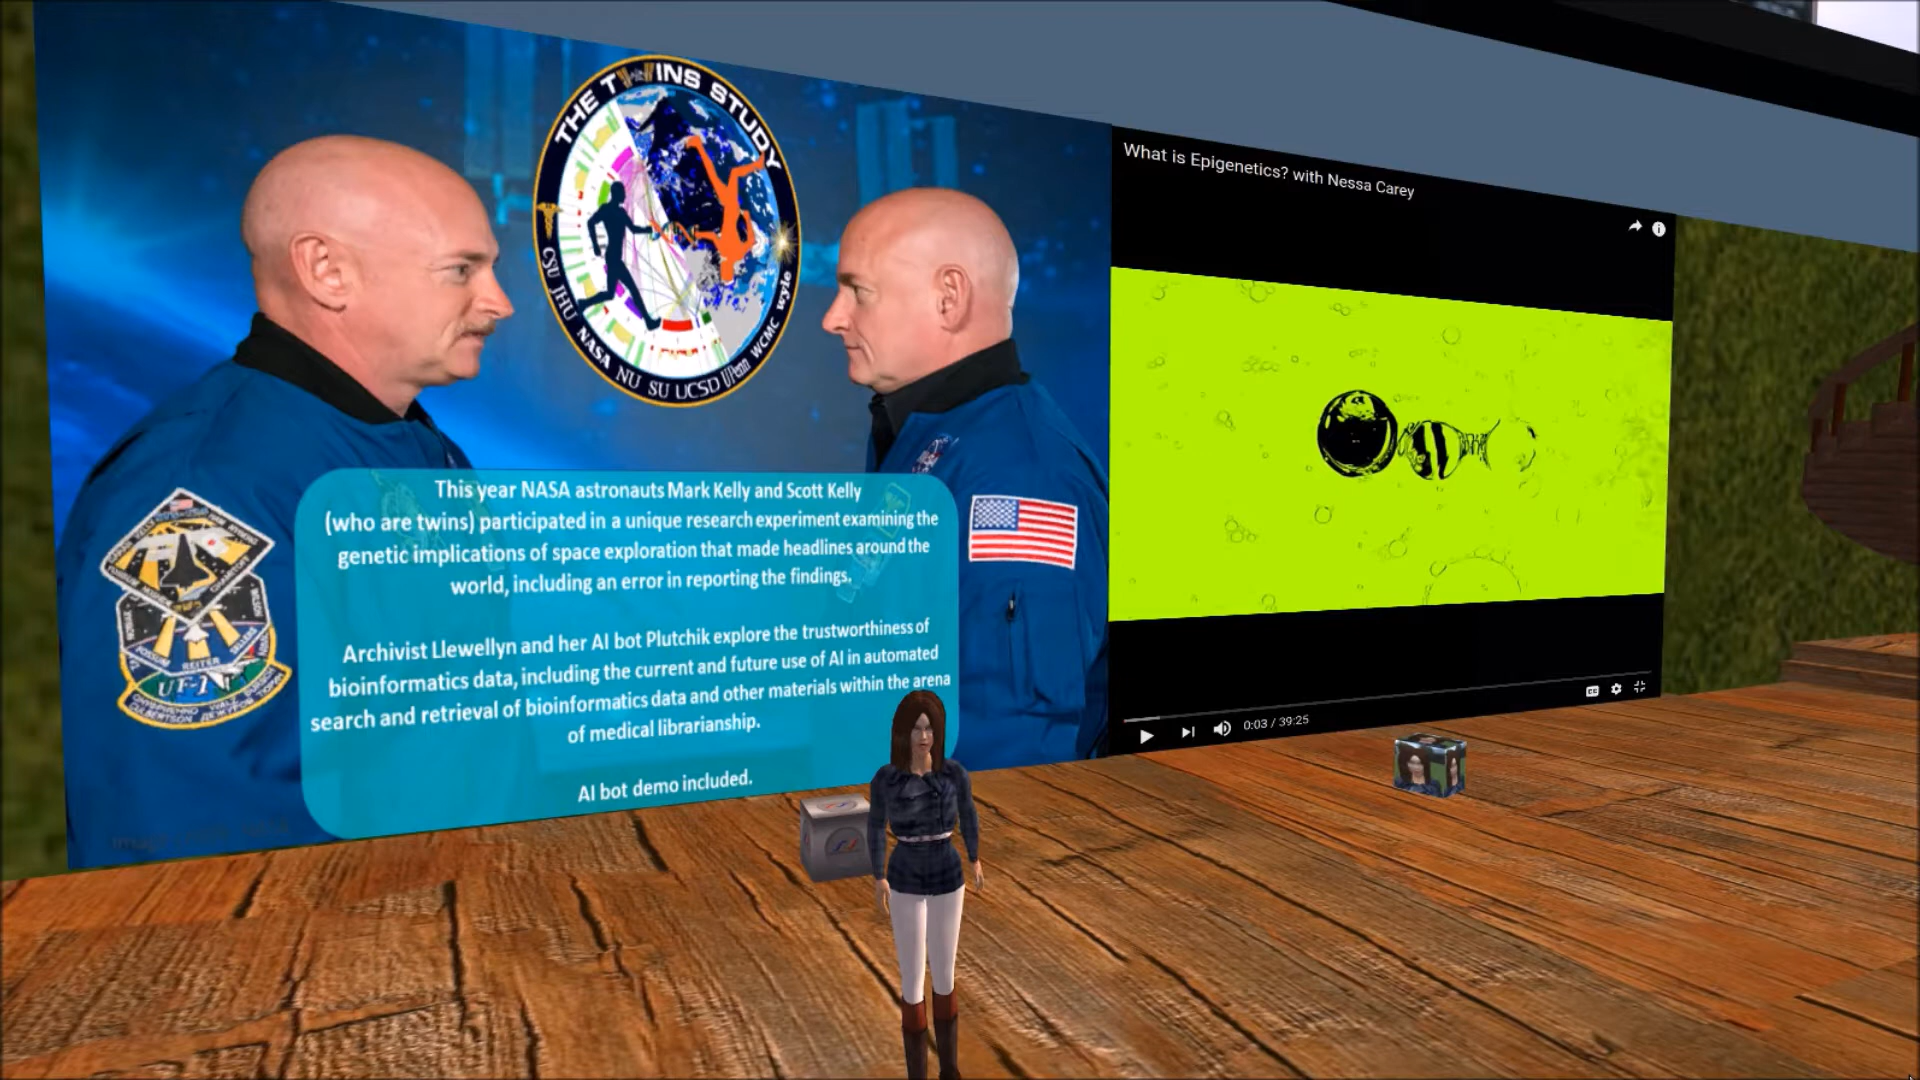 THE TWINS STUDY
CSU JHU NASA NU SU UCSD UPenn WCMC wyle
This year NASA astronauts Mark Kelly and Scott Kelly
(who are twins) participated in a unique research experiment examining the
genetic implications of space exploration that made headlines around the
world, including an error in reporting the findings.
Archivist Llewellyn and her AI bot Plutchik explore the trustworthiness of
bioinformatics data, including the current and future use of AI in automated
search and retrieval of bioinformatics data and other materials within the arena
of medical librarianship.
AI bot demo included.
REITER
UF-1
What is Epigenetics? with Nessa Carey
0:03 / 39:25
CC